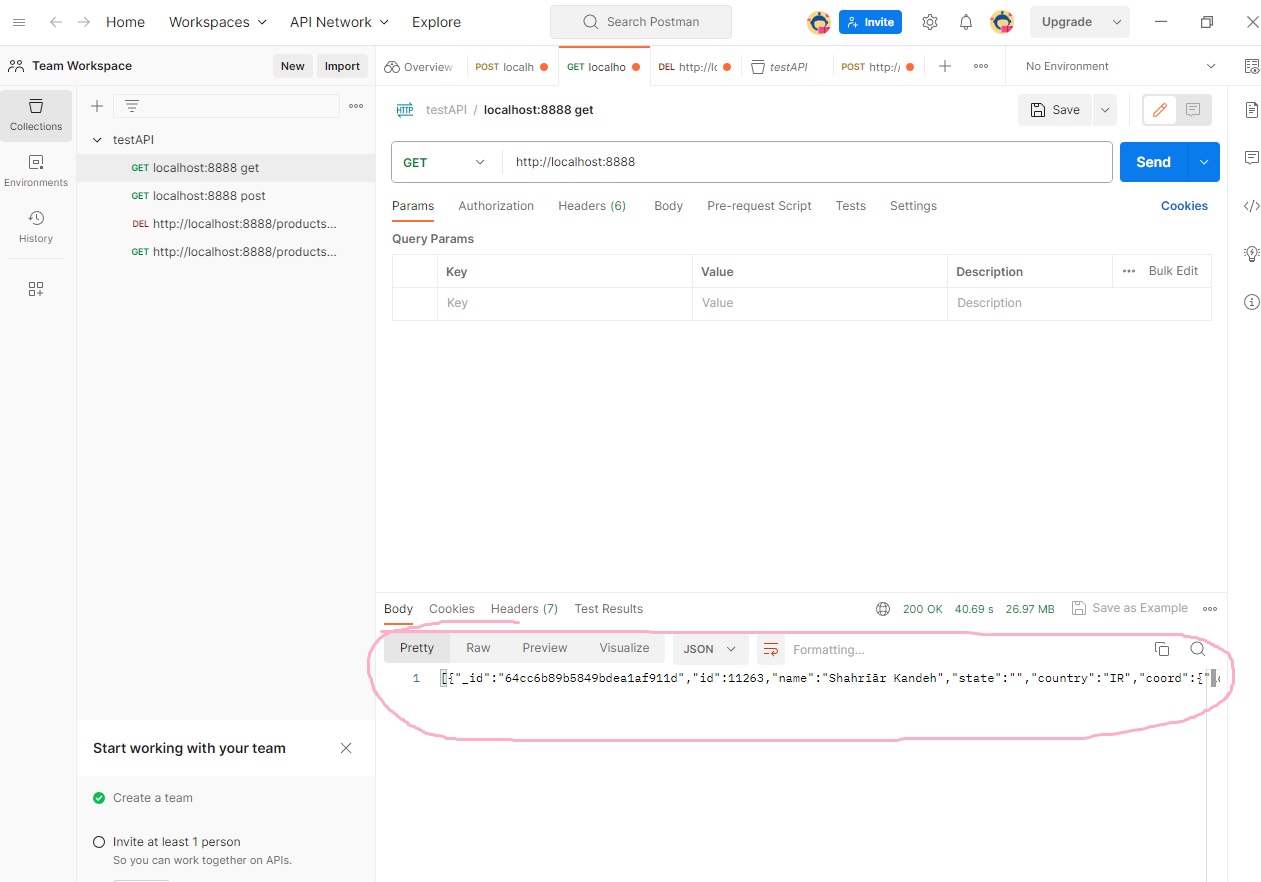 Home Workspaces API Network Explore Search Postman Invite Upgrade
Team Workspace New Import Overview POST localh GET localho DEL http://lo testAPI POST http:/ No Environment
Collections
Environments
History
testAPI
GET localhost:8888 get
GET localhost:8888 post
DEL http://localhost:8888/products...
GET http://localhost:8888/products...
Start working with your team
Create a team
Invite at least 1 person
So you can work together on APIs.
HTTP testAPI / localhost:8888 get Save
GET http://localhost:8888 Send
Params Authorization Headers (6) Body Pre-request Script Tests Settings Cookies
Query Params
Key Value Description Bulk Edit
Key Value Description
Body Cookies Headers (7) Test Results 200 OK 40.69 s 26.97 MB Save as Example
Pretty Raw Preview Visualize JSON Formatting...
1 [{"_id":"64cc6b89b5849bdea1af911d","id":11263,"name":"Shahrīār Kandeh","state":"","country":"IR","coord":{"lo